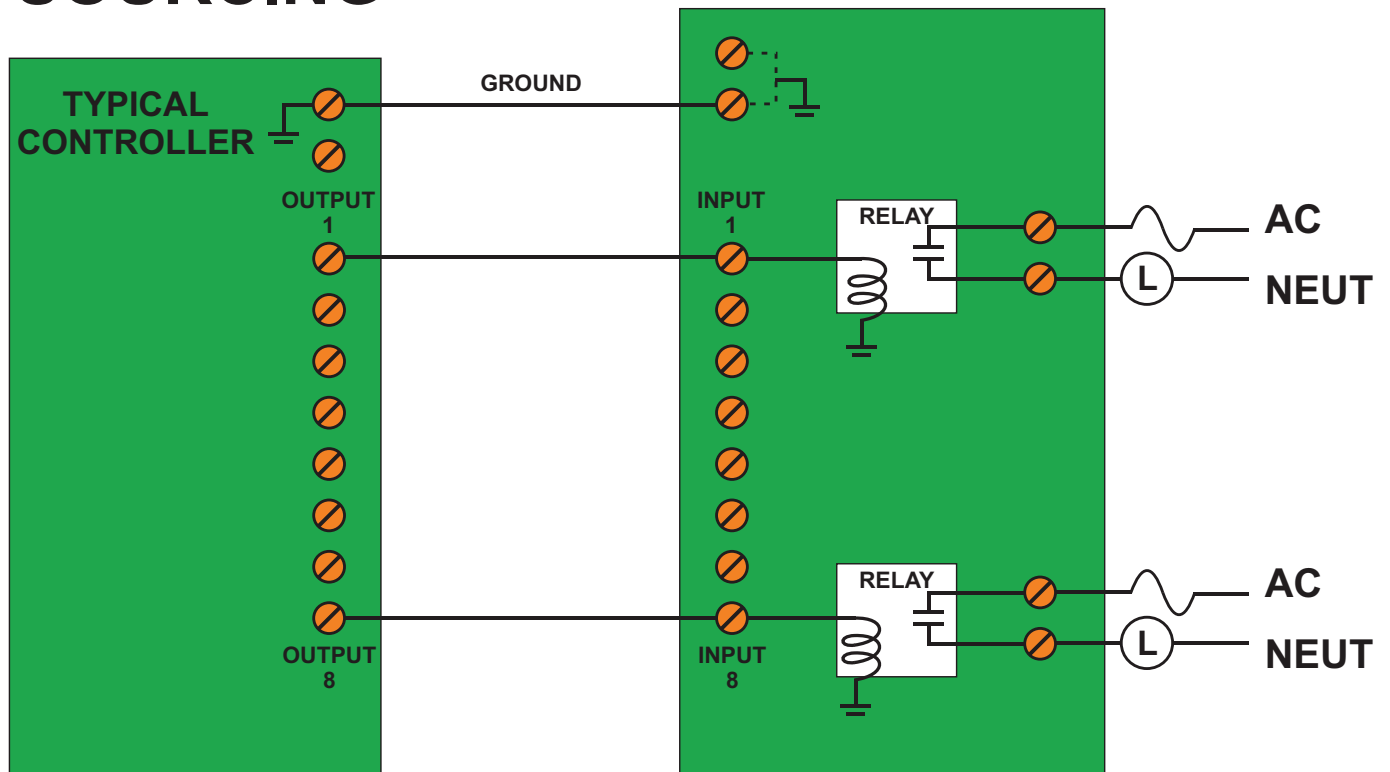 GROUND
TYPICAL
CONTROLLER
OUTPUT
1
INPUT
1
RELAY
AC
L
NEUT
RELAY
AC
L
NEUT
OUTPUT
8
INPUT
8